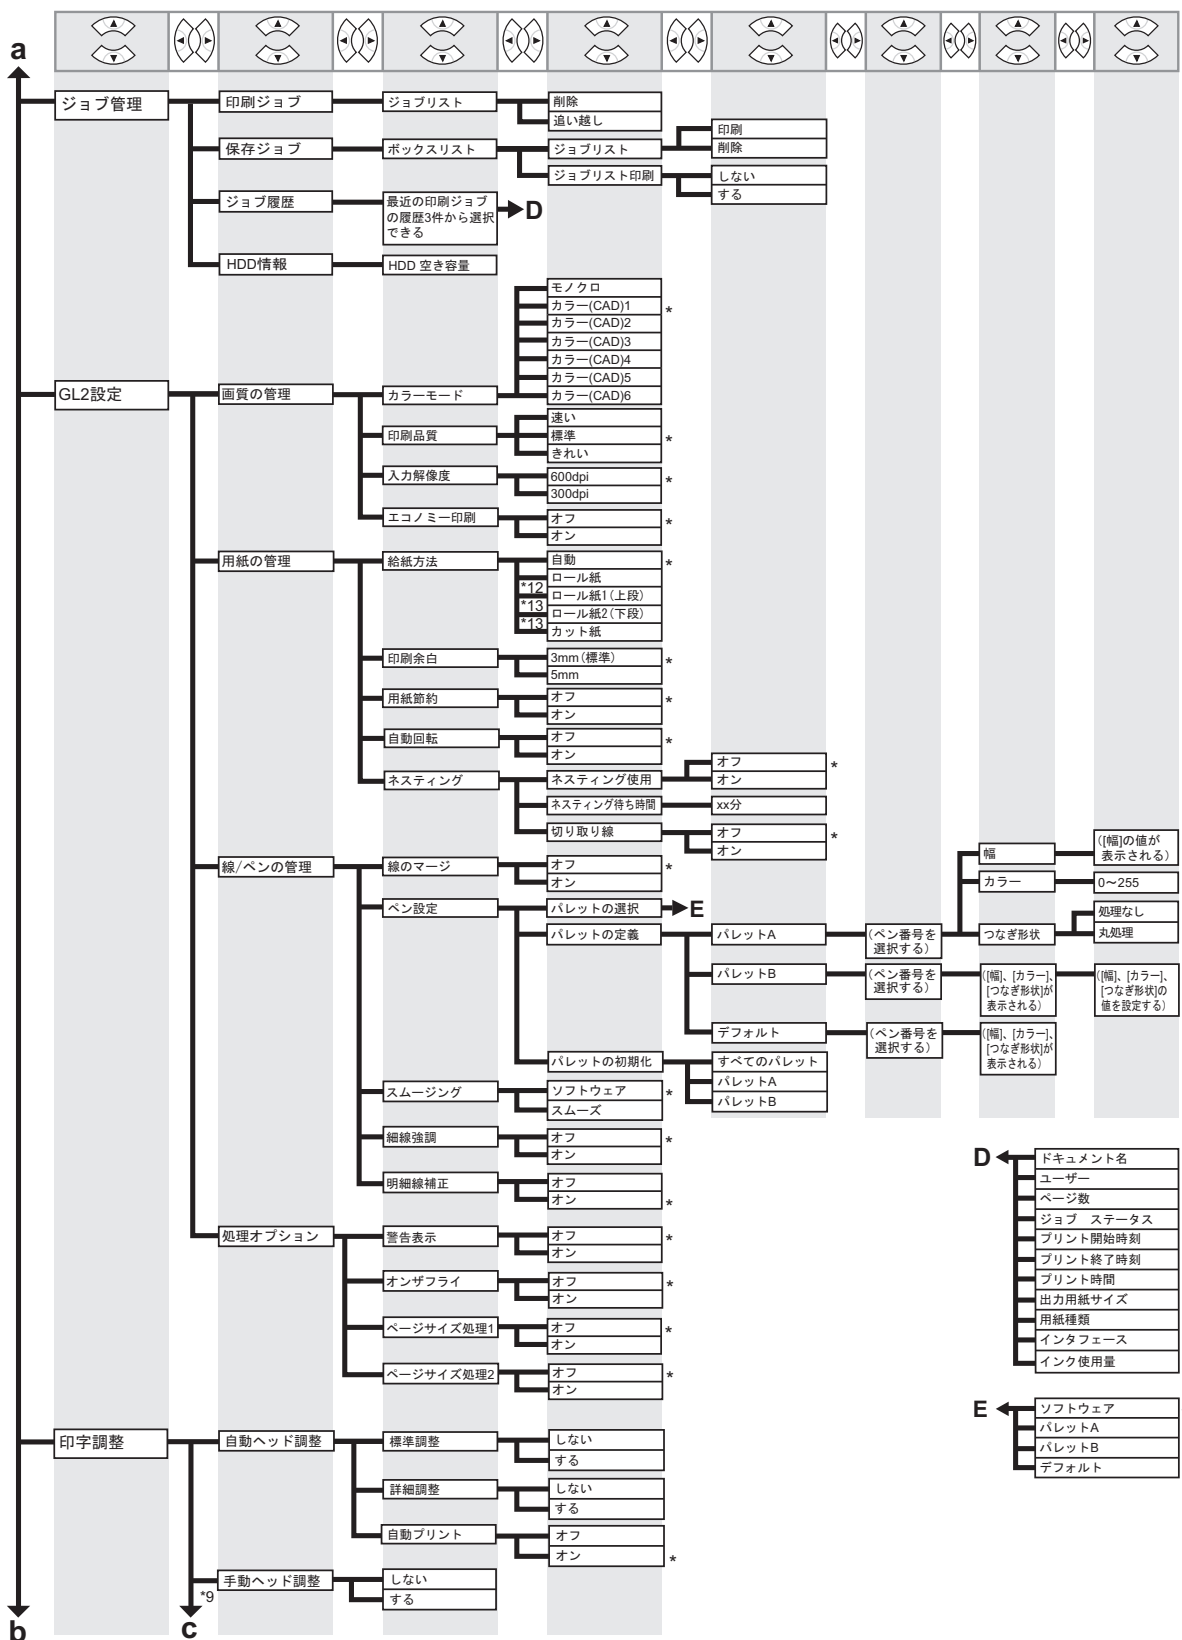 a
ジョブ管理
印刷ジョブ
ジョブリスト
削除
追い越し
保存ジョブ
ボックスリスト
ジョブリスト
印刷
削除
ジョブリスト印刷
しない
する
ジョブ履歴
最近の印刷ジョブ
の履歴3件から選択
できる
D
HDD情報
HDD 空き容量
GL2設定
画質の管理
カラーモード
モノクロ
カラー(CAD)1
*
カラー(CAD)2
カラー(CAD)3
カラー(CAD)4
カラー(CAD)5
カラー(CAD)6
印刷品質
速い
標準
*
きれい
入力解像度
600dpi
*
300dpi
エコノミー印刷
オフ
*
オン
用紙の管理
給紙方法
自動
*
ロール紙
*12
ロール紙1(上段)
*13
ロール紙2(下段)
*13
カット紙
印刷余白
3mm(標準)
*
5mm
用紙節約
オフ
*
オン
自動回転
オフ
*
オン
ネスティング
ネスティング使用
オフ
*
オン
ネスティング待ち時間
xx分
切り取り線
オフ
*
オン
線/ペンの管理
線のマージ
オフ
*
オン
ペン設定
パレットの選択
E
パレットの定義
パレットA
(ペン番号を
選択する)
幅
([幅]の値が
表示される)
カラー
0～255
つなぎ形状
処理なし
丸処理
パレットB
(ペン番号を
選択する)
([幅]、[カラー]、
[つなぎ形状]が
表示される)
([幅]、[カラー]、
[つなぎ形状]の
値を設定する)
デフォルト
(ペン番号を
選択する)
([幅]、[カラー]、
[つなぎ形状]が
表示される)
パレットの初期化
すべてのパレット
パレットA
パレットB
スムージング
ソフトウェア
*
スムーズ
細線強調
オフ
*
オン
明細線補正
オフ
オン
*
処理オプション
警告表示
オフ
*
オン
オンザフライ
オフ
*
オン
ページサイズ処理1
オフ
*
オン
ページサイズ処理2
オフ
*
オン
D
ドキュメント名
ユーザー
ページ数
ジョブ　ステータス
プリント開始時刻
プリント終了時刻
プリント時間
出力用紙サイズ
用紙種類
インタフェース
インク使用量
E
ソフトウェア
パレットA
パレットB
デフォルト
印字調整
自動ヘッド調整
標準調整
しない
する
詳細調整
しない
する
自動プリント
オフ
オン
*
手動ヘッド調整
*9
しない
する
b
c